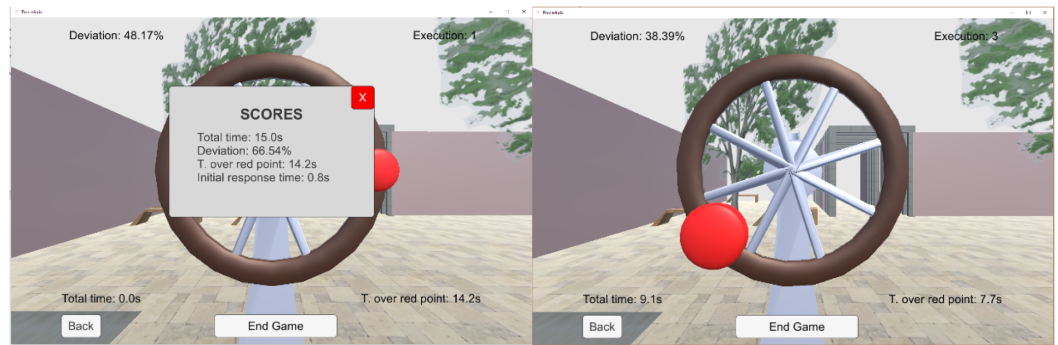 Deviation: 48.17%
Execution: 1
X
SCORES
Total time: 15.0s
Deviation: 66.54%
T. over red point: 14.2s
Initial response time: 0.8s
Total time: 0.0s
T. over red point: 14.2s
Back
End Game
Deviation: 38.39%
Execution: 3
Total time: 9.1s
T. over red point: 7.7s
Back
End Game